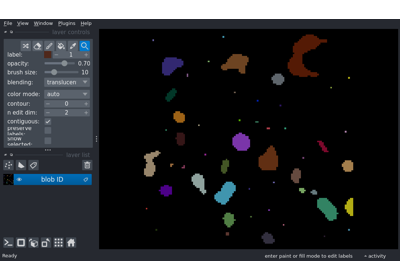 File View Window Plugins Help
layer controls
label: 1
opacity: 0.70
brush size: 10
blending: translucen
color mode: auto
contour: 0
n edit dim: 2
contiguous:
preserve
labels:
show
selected:
layer list
blob ID
Ready enter paint or fill mode to edit labels activity